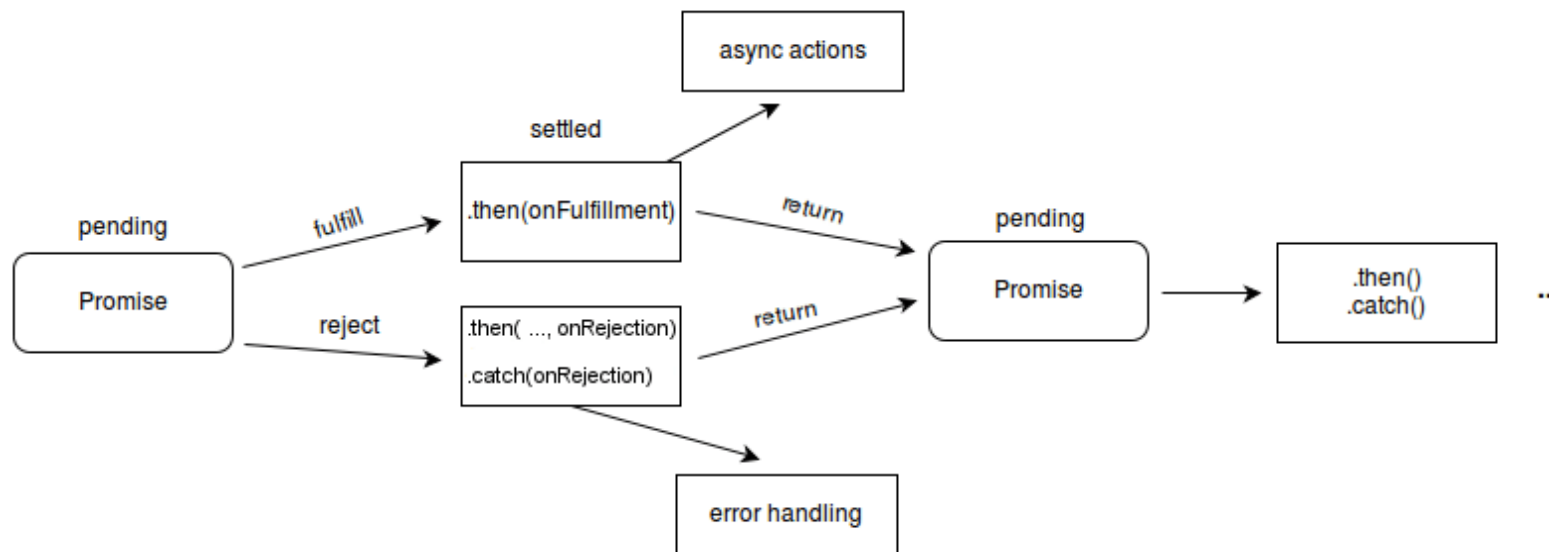 async actions
settled
.then(onFulfillment)
fulfill
return
pending
Promise
reject
.then( ..., onRejection)
.catch(onRejection)
return
pending
Promise
.then()
.catch()
..
error handling